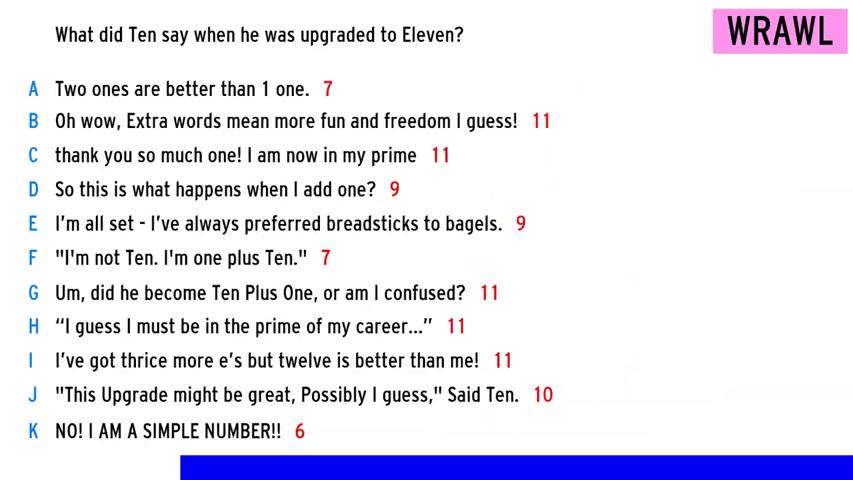 What did Ten say when he was upgraded to Eleven?
WRAWL
A Two ones are better than 1 one. 7
B Oh wow, Extra words mean more fun and freedom I guess! 11
C thank you so much one! I am now in my prime 11
D So this is what happens when I add one? 9
E I'm all set - I've always preferred breadsticks to bagels. 9
F "I'm not Ten. I'm one plus Ten." 7
G Um, did he become Ten Plus One, or am I confused? 11
H “I guess I must be in the prime of my career...” 11
I I've got thrice more e's but twelve is better than me! 11
J "This Upgrade might be great, Possibly I guess," Said Ten. 10
K NO! I AM A SIMPLE NUMBER!! 6